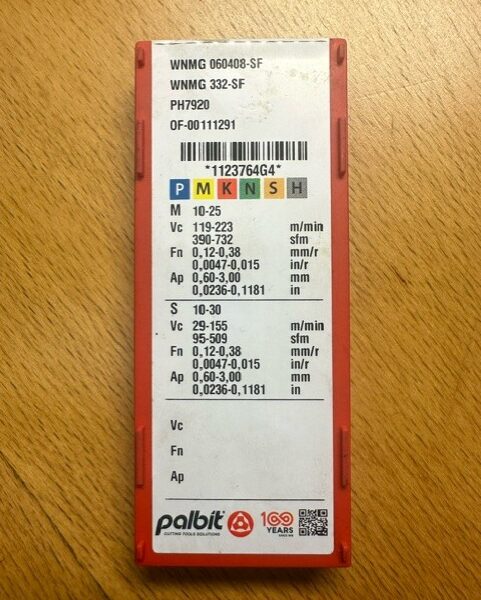 WNMG 060408-SF
WNMG 332-SF
PH7920
OF-00111291
*1123764G4*
P M K N S H
M 10-25
Vc 119-223 m/min
390-732 sfm
Fn 0,12-0,38 mm/r
0,0047-0,015 in/r
Ap 0,60-3,00 mm
0,0236-0,1181 in
S 10-30
Vc 29-155 m/min
95-509 sfm
Fn 0,12-0,38 mm/r
0,0047-0,015 in/r
Ap 0,60-3,00 mm
0,0236-0,1181 in
Vc
Fn
Ap
palbit
CUTTING TOOLS SOLUTIONS
100
YEARS